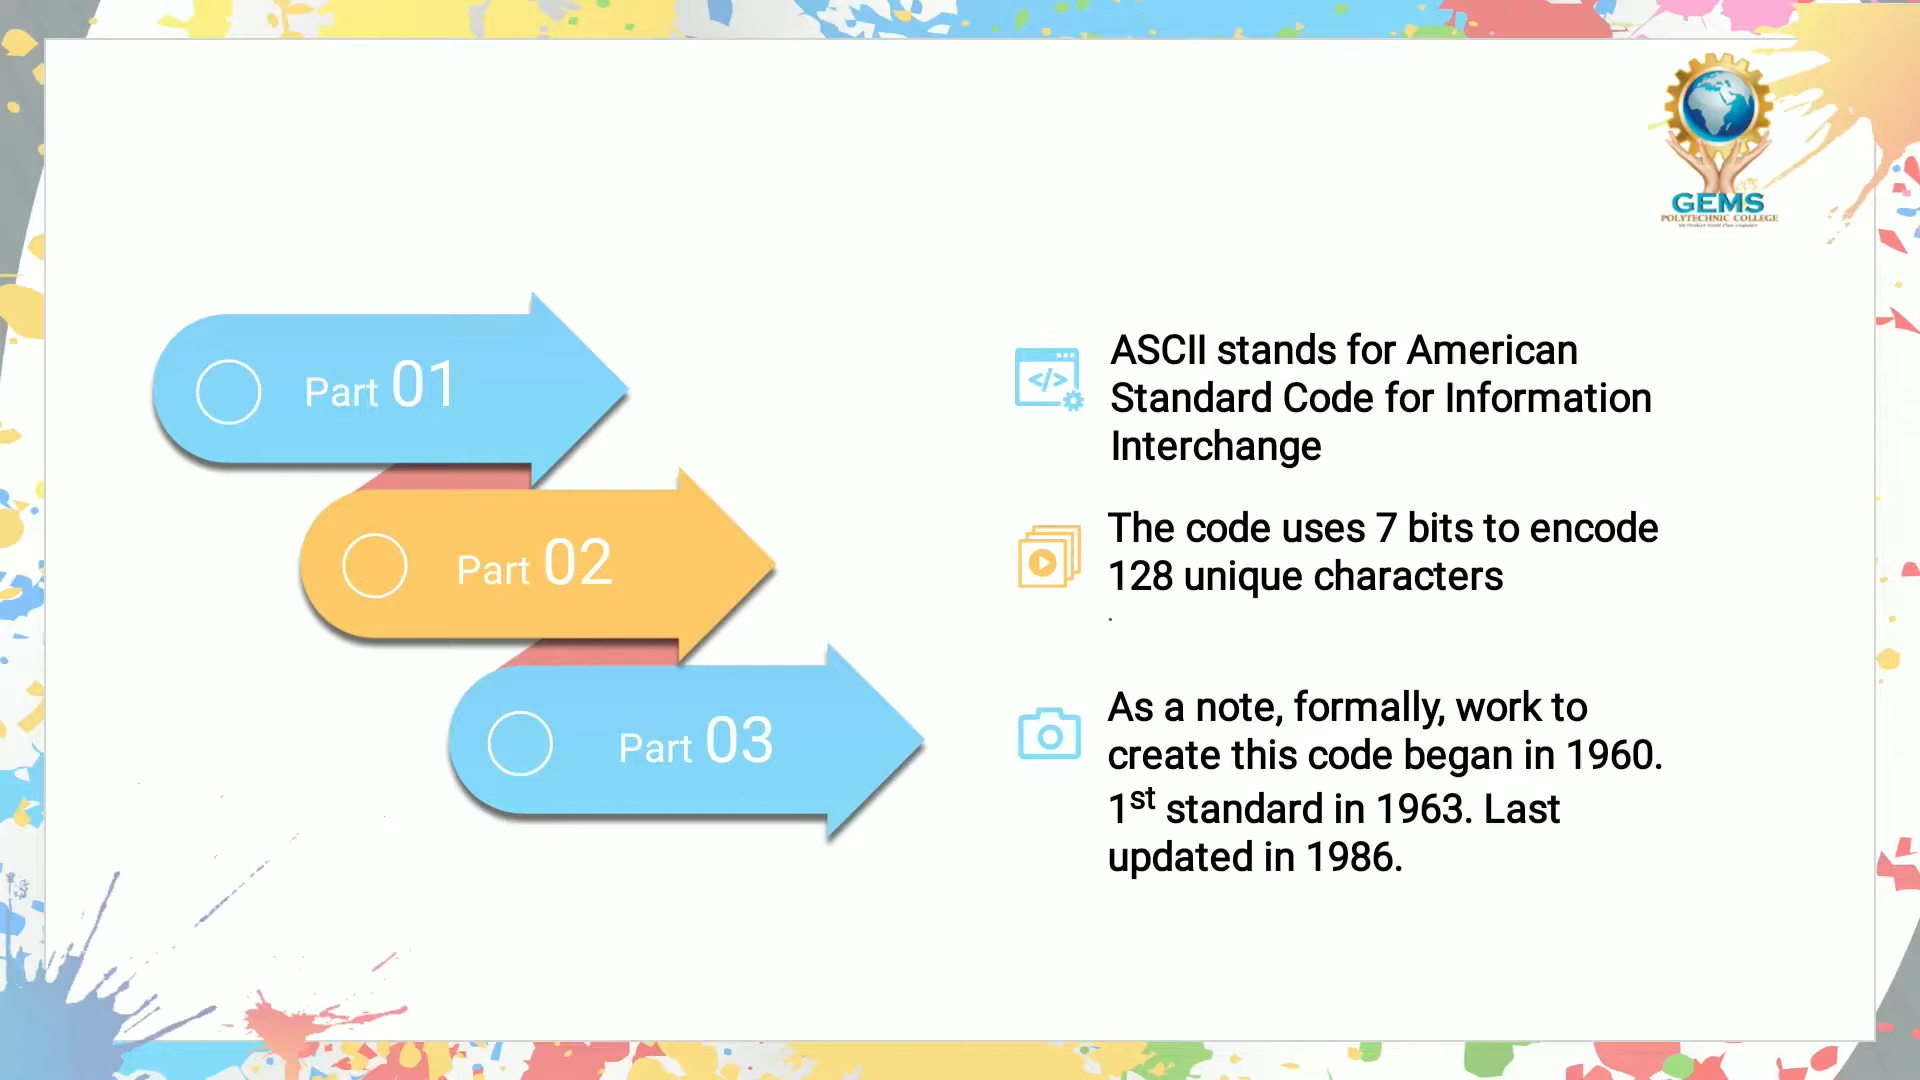 GEMS
POLYTECHNIC COLLEGE
Part 01
Part 02
Part 03
</>
ASCII stands for American
Standard Code for Information
Interchange
The code uses 7 bits to encode
128 unique characters
.
As a note, formally, work to
create this code began in 1960.
1st standard in 1963. Last
updated in 1986.